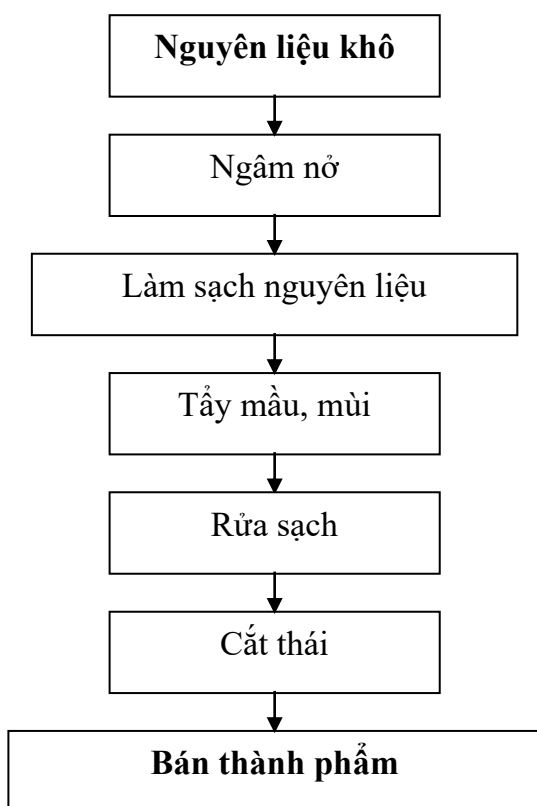 Nguyên liệu khô
Ngâm nở
Làm sạch nguyên liệu
Tẩy mầu, mùi
Rửa sạch
Cắt thái
Bán thành phẩm